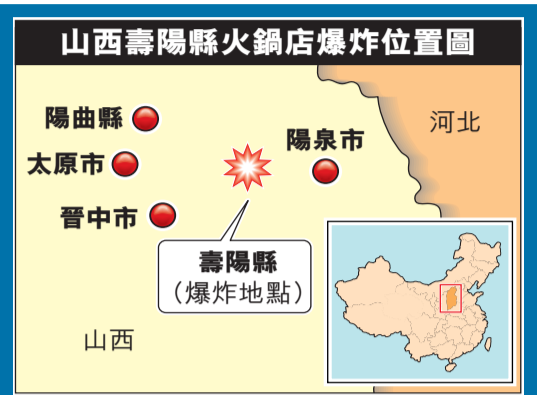 山西壽陽縣火鍋店爆炸位置圖
陽曲縣
河北
陽泉市
太原市
晉中市
壽陽縣
（爆炸地點）
山西